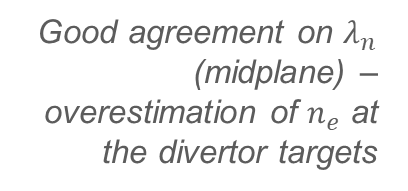 Good agreement on λₙ
(midplane) –
overestimation of nₑ at
the divertor targets